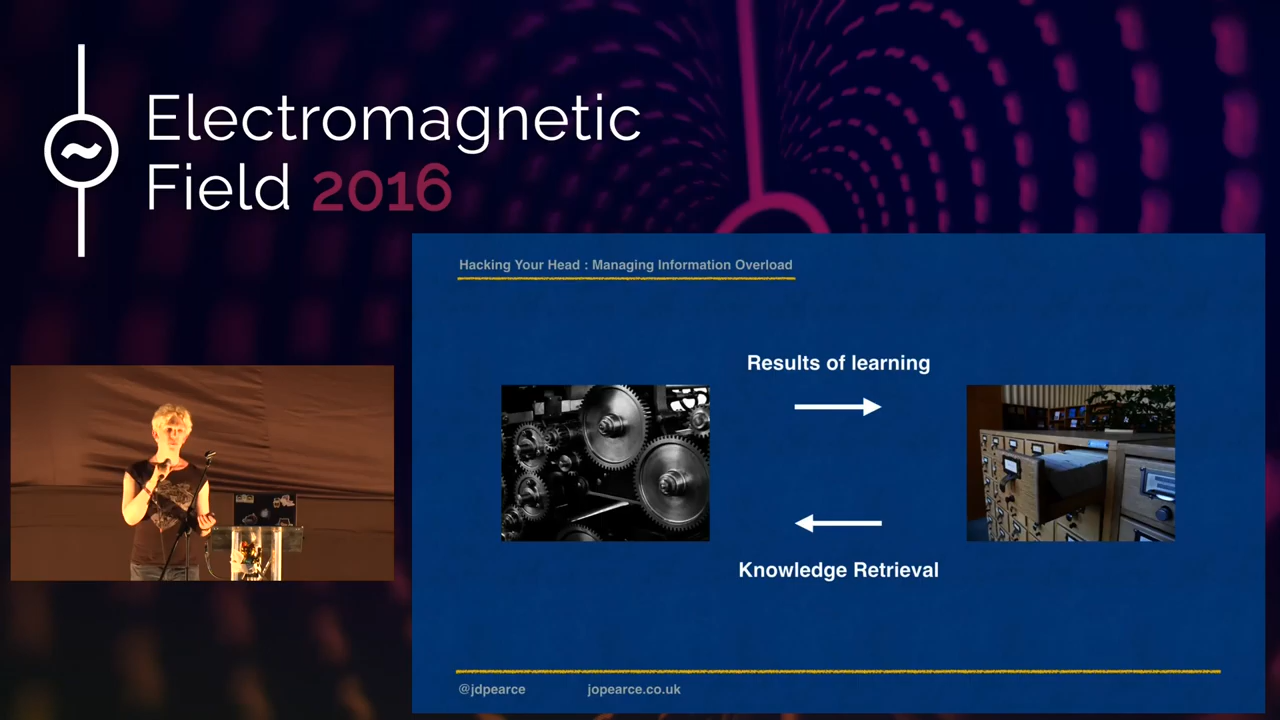 Electromagnetic
Field 2016
Hacking Your Head : Managing Information Overload
Results of learning
Knowledge Retrieval
@jdpearce
jopearce.co.uk